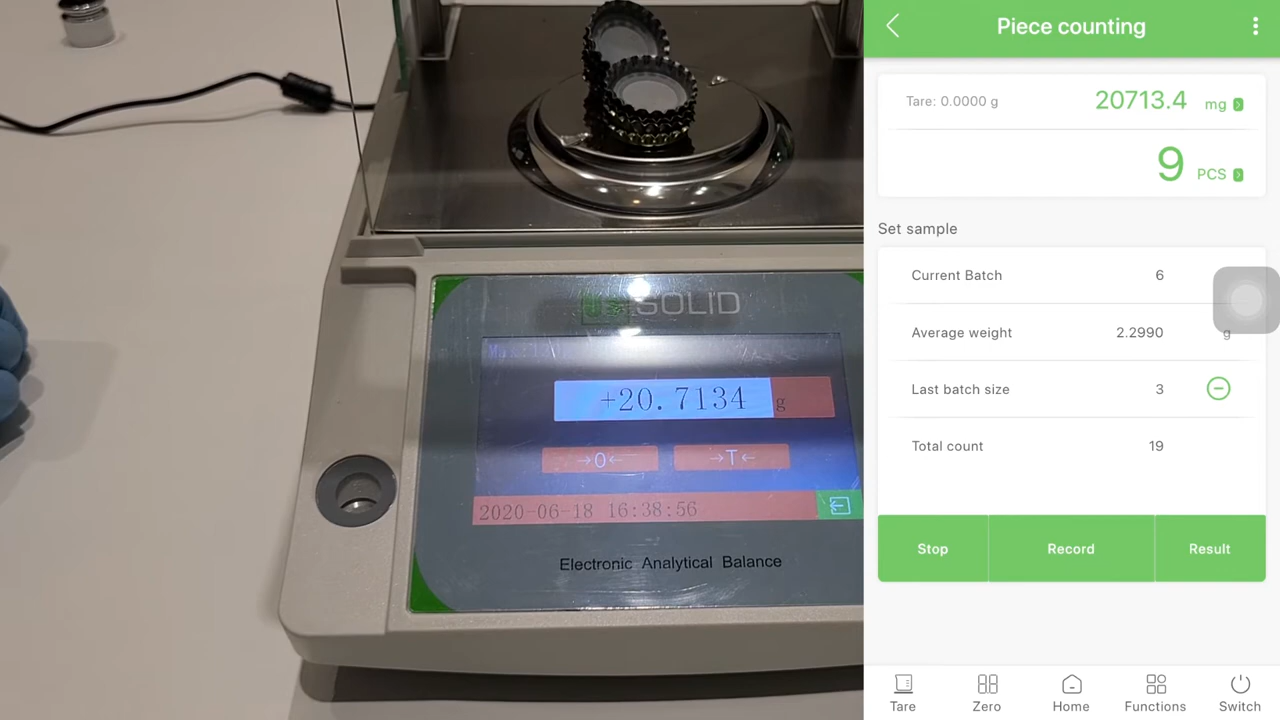 SOLID
+20.7134 g
→0←
→T←
2020-06-18 16:38:56
Electronic Analytical Balance
Piece counting
Tare: 0.0000 g
20713.4 mg
9 PCS
Set sample
Current Batch 6
Average weight 2.2990 g
Last batch size 3
Total count 19
Stop
Record
Result
Tare
Zero
Home
Functions
Switch